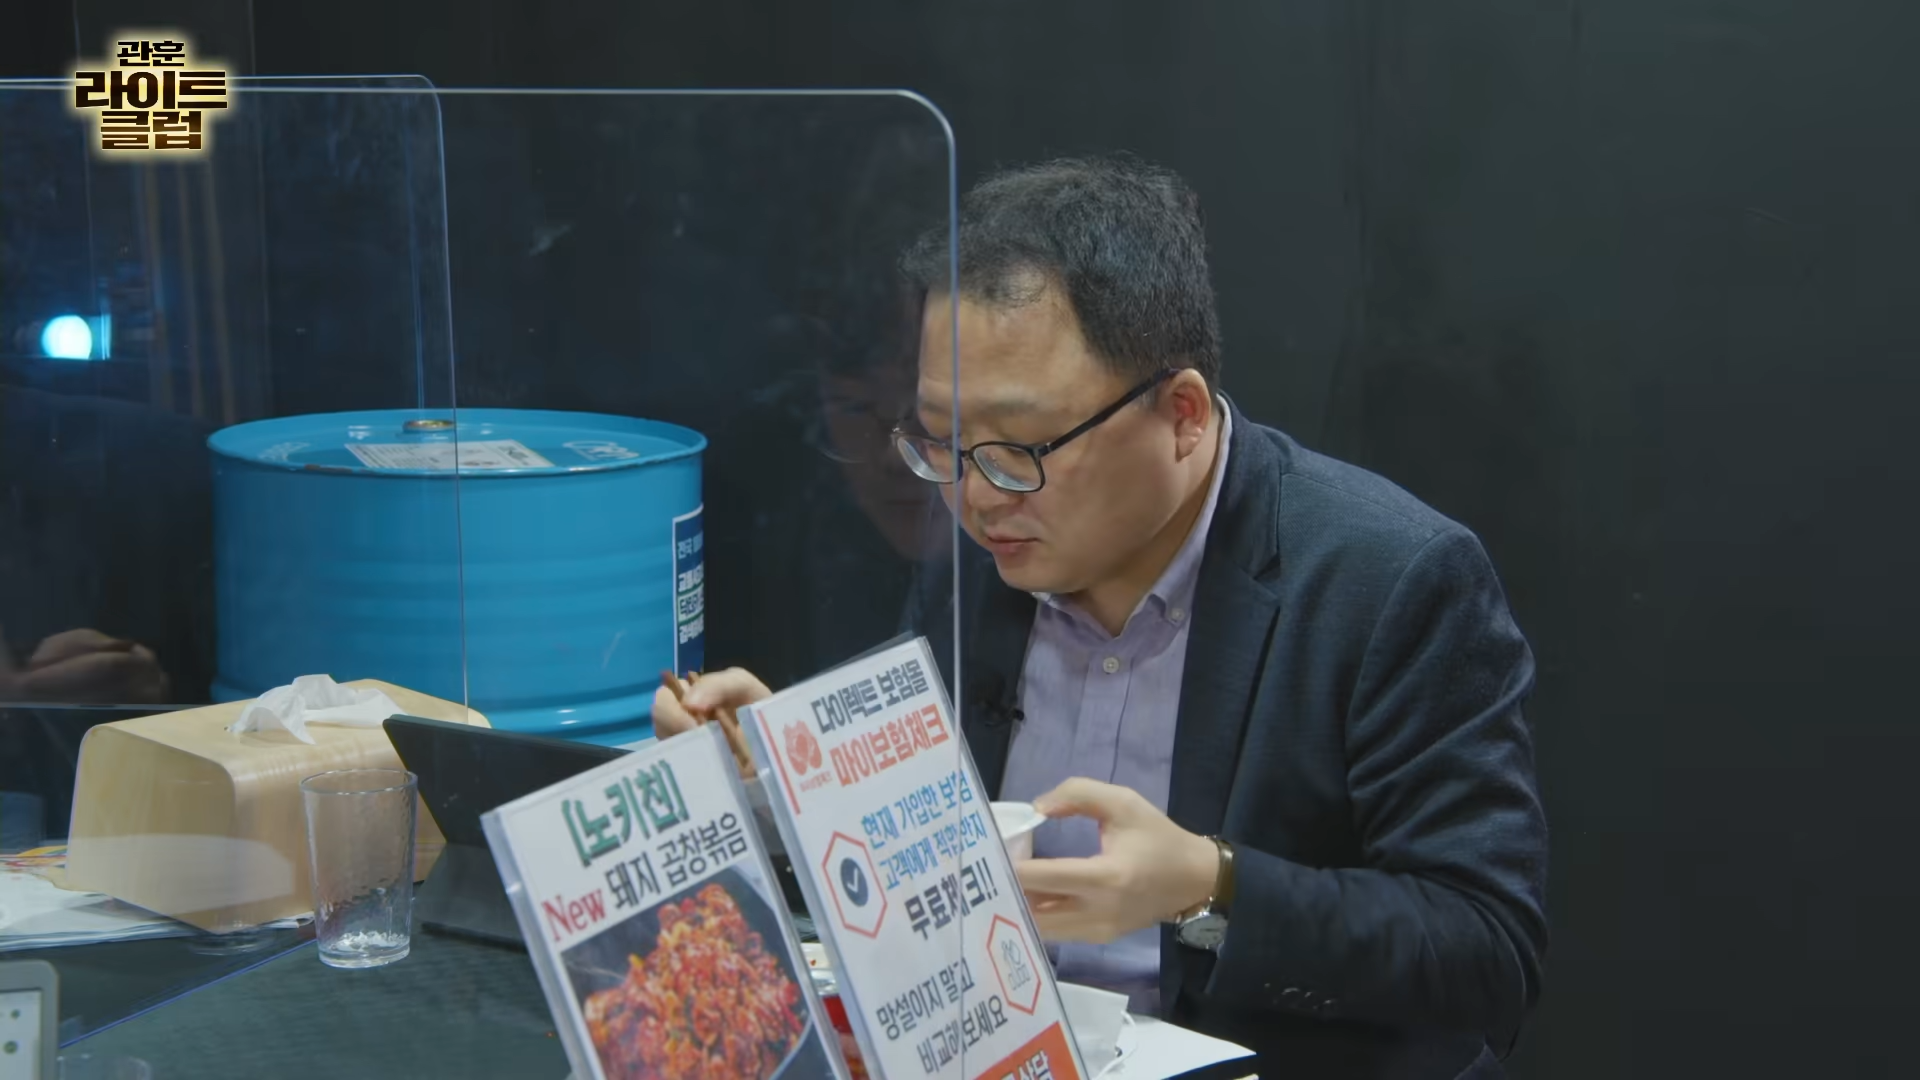 관훈
라이트
클럽
[노키친]
New 돼지 곱창볶음
다이렉트 보험몰
마이보험체크
현재 가입한 보험
고객에게 적합한지
무료체크!!
망설이지 말고
비교해보세요